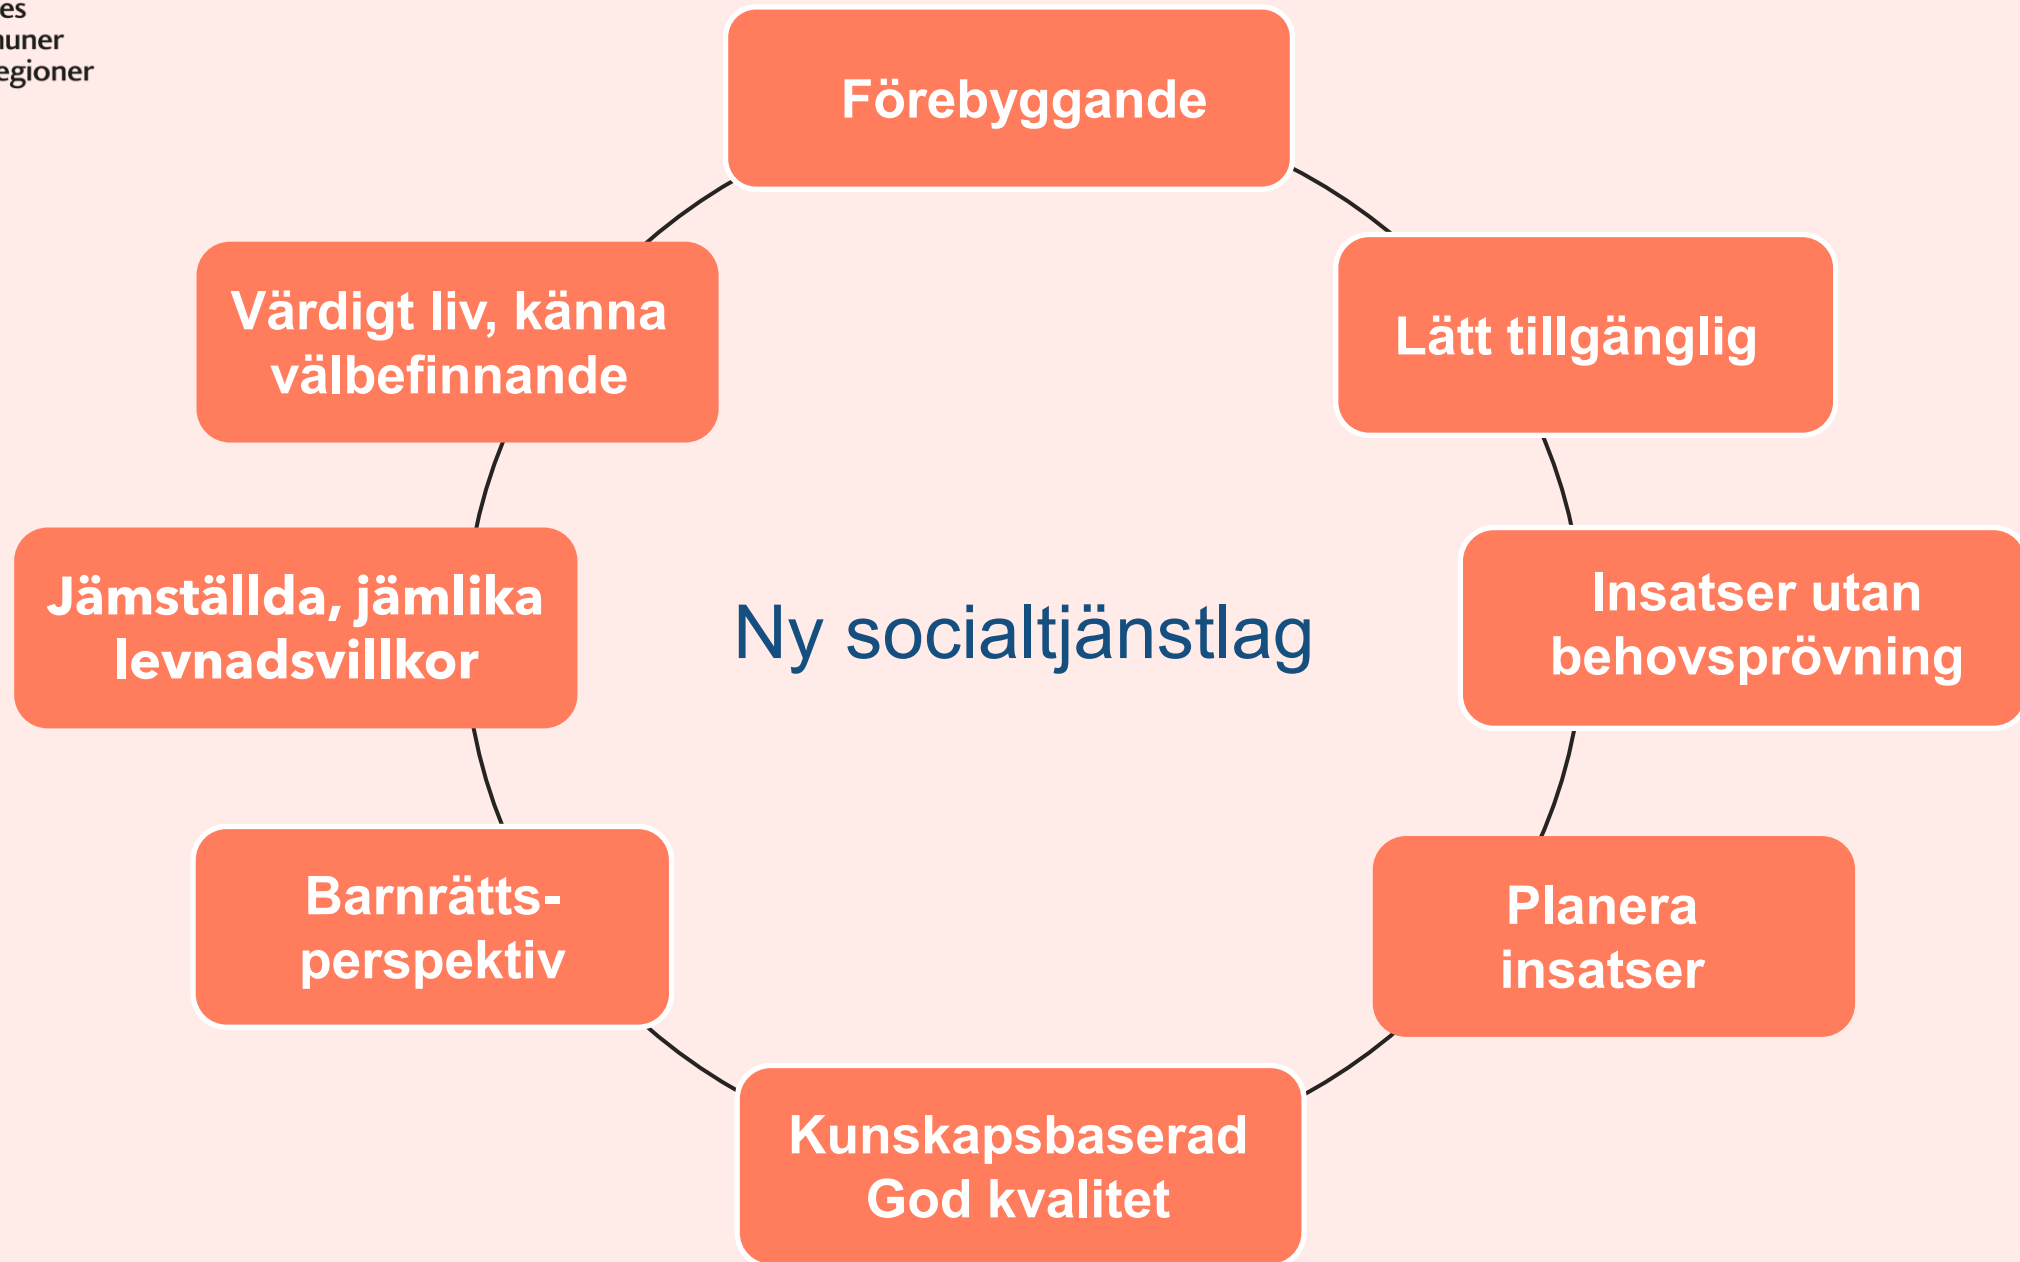 es
muner
egioner
Förebyggande
Lätt tillgänglig
Insatser utan
behovsprövning
Planera
insatser
Kunskapsbaserad
God kvalitet
Barnrätts-
perspektiv
Jämställda, jämlika
levnadsvillkor
Värdigt liv, känna
välbefinnande
Ny socialtjänstlag